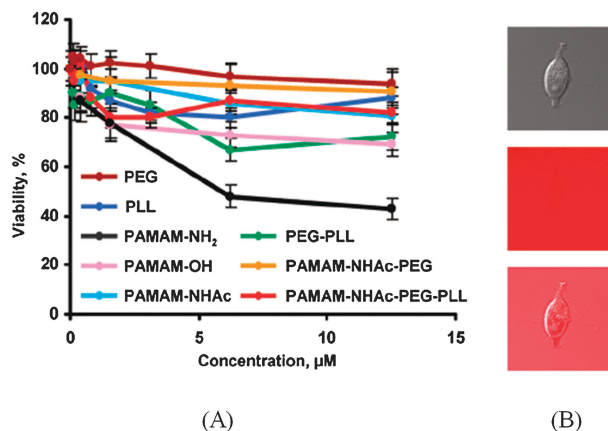 120
100
80
60
40
20
0
Viability, %
PEG
PLL
PAMAM-NH₂
PEG-PLL
PAMAM-OH
PAMAM-NHAc-PEG
PAMAM-NHAc
PAMAM-NHAc-PEG-PLL
0 5 10 15
Concentration, µM
(A) (B)